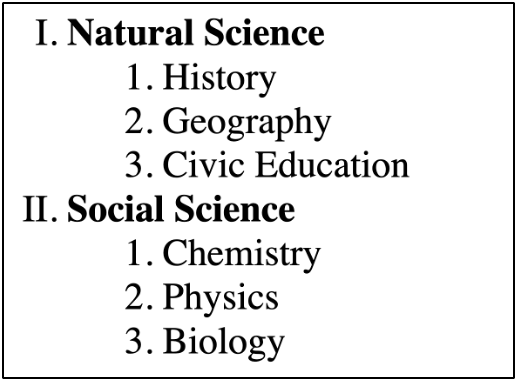 I. Natural Science
1. History
2. Geography
3. Civic Education
II. Social Science
1. Chemistry
2. Physics
3. Biology